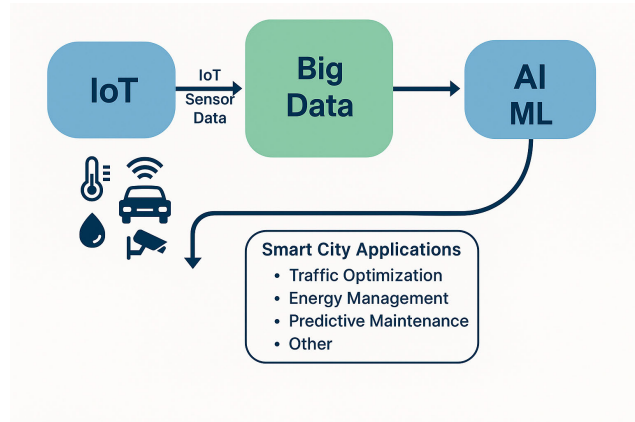 IoT
IoT
Sensor
Data
Big
Data
AI
ML
Smart City Applications
• Traffic Optimization
• Energy Management
• Predictive Maintenance
• Other